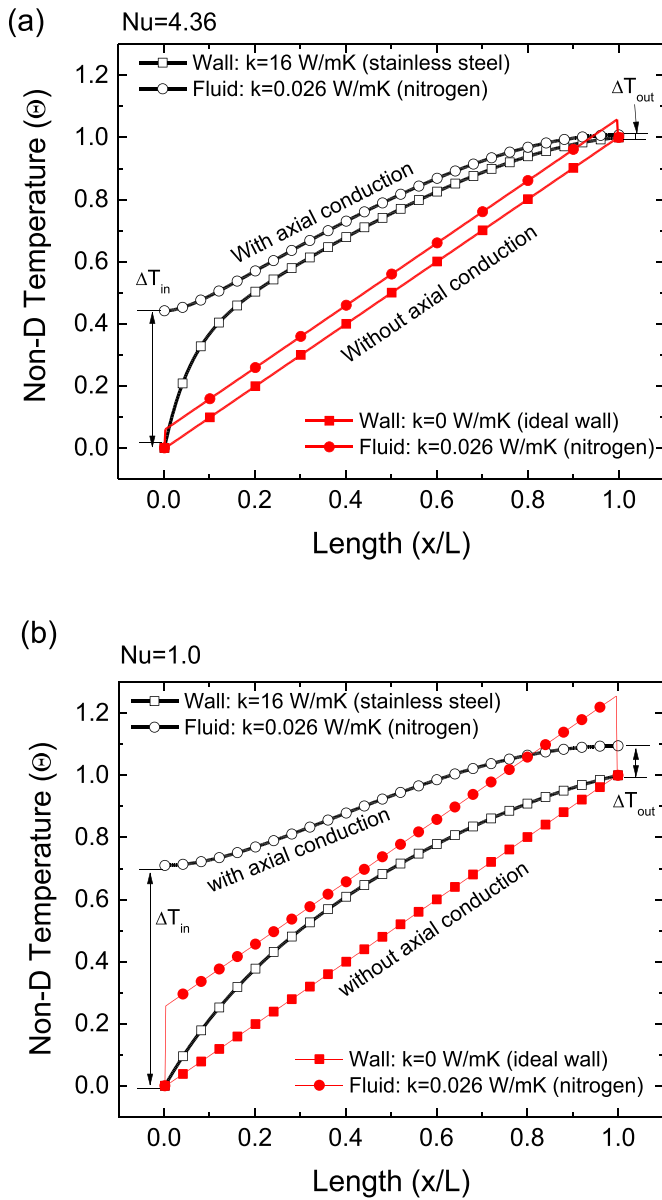 (a)
Nu=4.36
Wall: k=16 W/mK (stainless steel)
Fluid: k=0.026 W/mK (nitrogen)
ΔT_out
With axial conduction
ΔT_in
Without axial conduction
Wall: k=0 W/mK (ideal wall)
Fluid: k=0.026 W/mK (nitrogen)
Non-D Temperature (Θ)
1.2
1.0
0.8
0.6
0.4
0.2
0.0
0.0 0.2 0.4 0.6 0.8 1.0
Length (x/L)
(b)
Nu=1.0
Wall: k=16 W/mK (stainless steel)
Fluid: k=0.026 W/mK (nitrogen)
ΔT_out
with axial conduction
ΔT_in
without axial conduction
Wall: k=0 W/mK (ideal wall)
Fluid: k=0.026 W/mK (nitrogen)
Non-D Temperature (Θ)
1.2
1.0
0.8
0.6
0.4
0.2
0.0
0.0 0.2 0.4 0.6 0.8 1.0
Length (x/L)